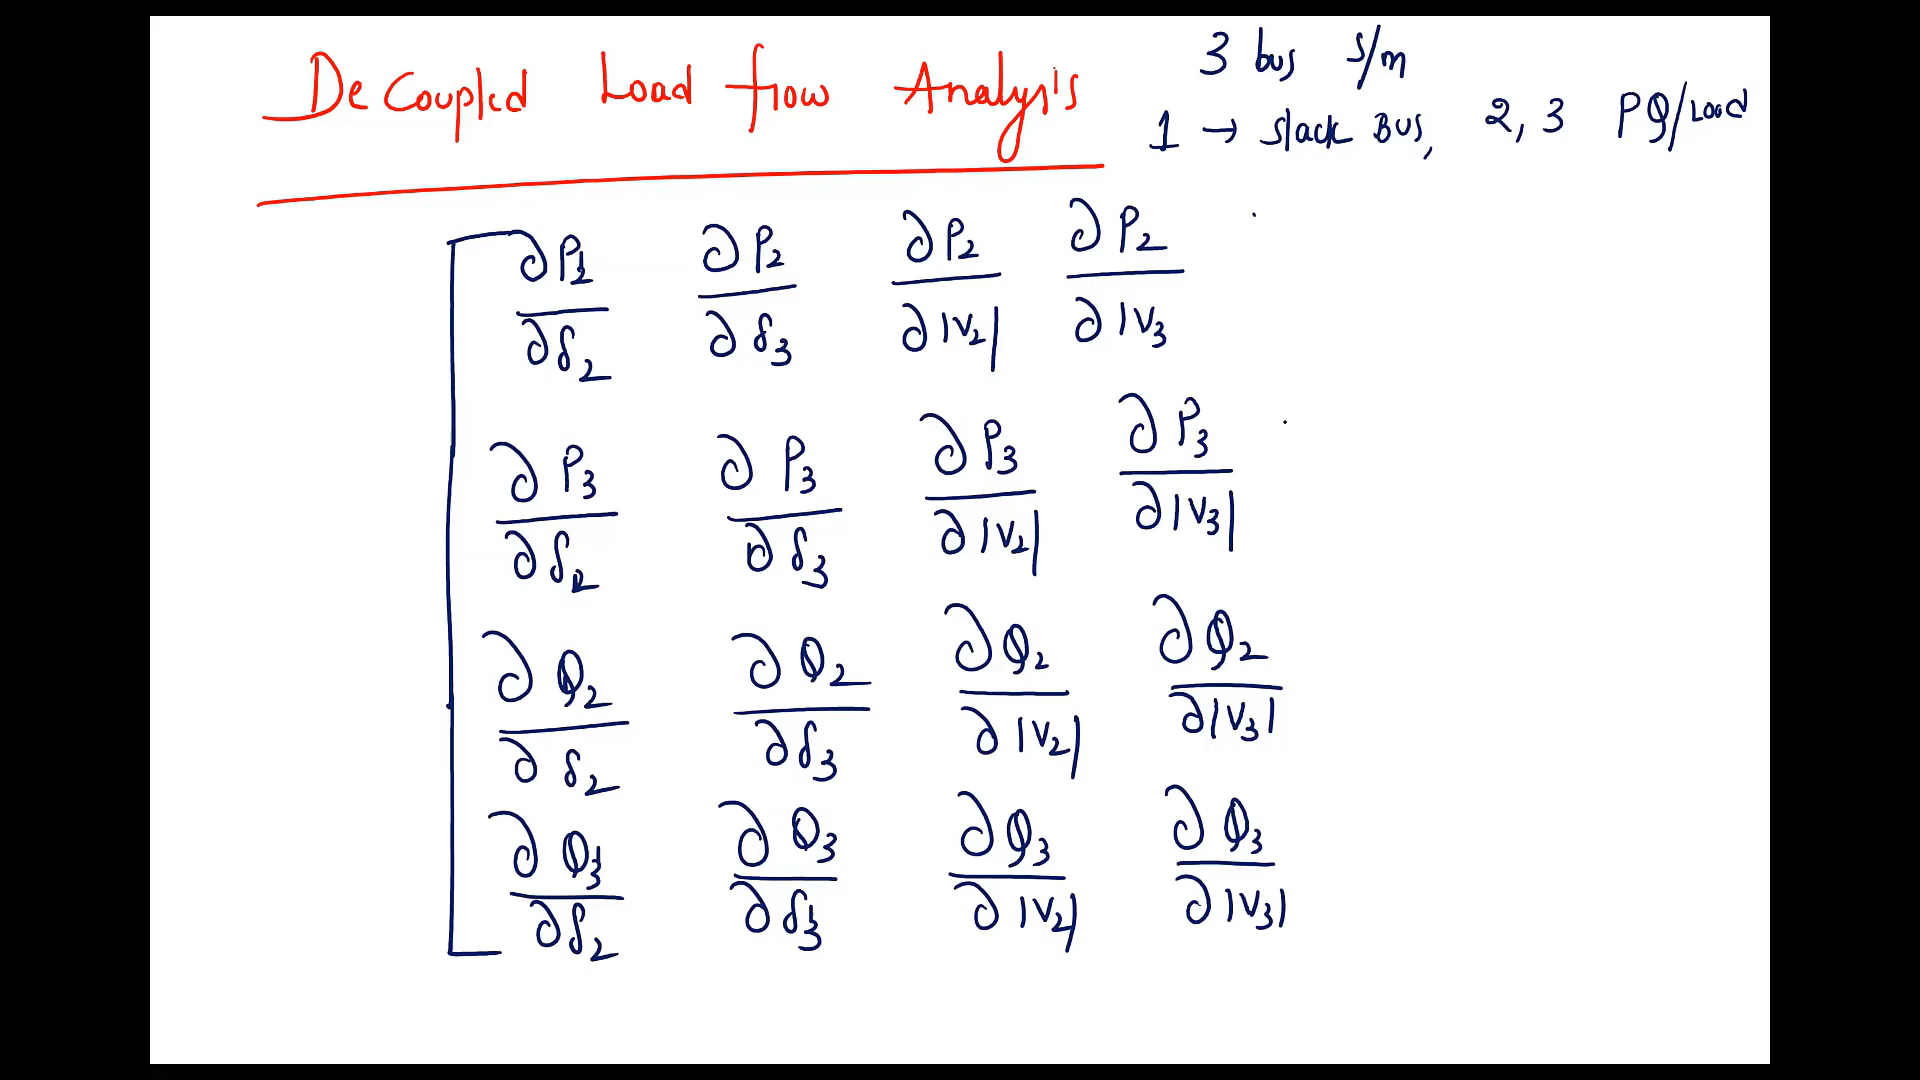 Decoupled Load flow Analysis
3 bus s/m
1 → slack Bus, 2, 3 PQ/Load
∂P2 ∂P2 ∂P2 ∂P2
∂δ2 ∂δ3 ∂|V2| ∂|V3
∂P3 ∂P3 ∂P3 ∂P3
∂δ2 ∂δ3 ∂|V2| ∂|V3|
∂Q2 ∂Q2 ∂Q2 ∂Q2
∂δ2 ∂δ3 ∂|V2| ∂|V3|
∂Q3 ∂Q3 ∂Q3 ∂Q3
∂δ2 ∂δ3 ∂|V2| ∂|V3|